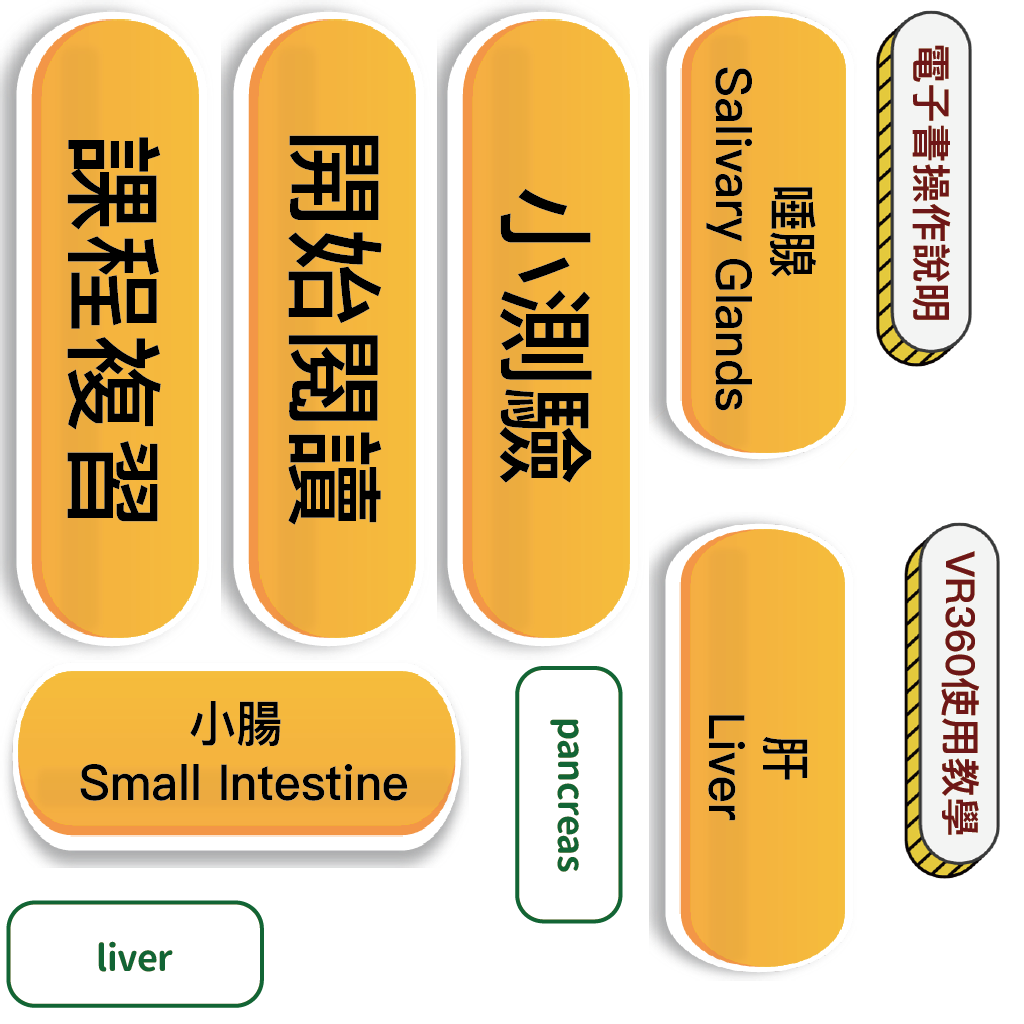 課程複習
開始閱讀
小測驗
唾腺
Salivary Glands
電子書操作說明
小腸
Small Intestine
pancreas
肝
Liver
VR360使用教學
liver